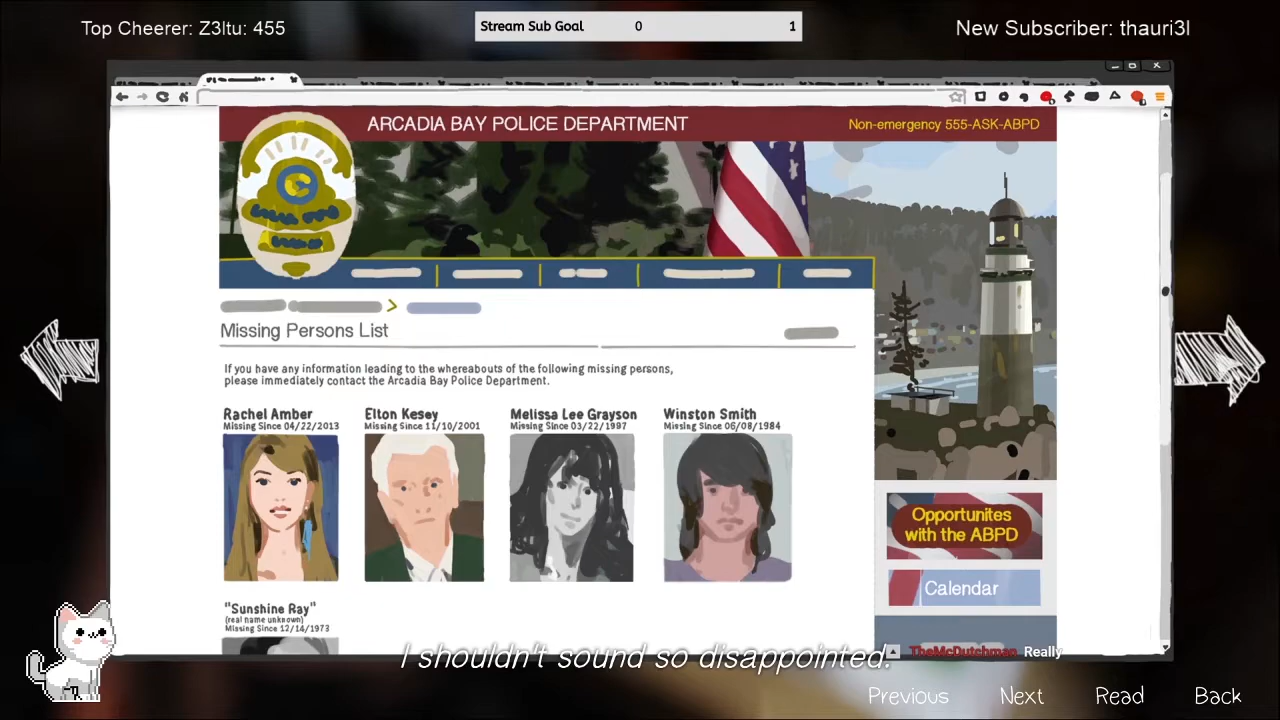 Top Cheerer: Z3ltu: 455
Stream Sub Goal 0 1
New Subscriber: thauri3l
ARCADIA BAY POLICE DEPARTMENT
Non-emergency 555-ASK-ABPD
Missing Persons List
If you have any information leading to the whereabouts of the following missing persons,
please immediately contact the Arcadia Bay Police Department.
Rachel Amber
Missing Since 04/22/2013
Elton Kesey
Missing Since 11/10/2001
Melissa Lee Grayson
Missing Since 03/22/1997
Winston Smith
Missing Since 06/08/1984
Opportunites
with the ABPD
Calendar
"Sunshine Ray"
(real name unknown)
Missing Since 12/14/1973
I shouldn't sound so disappointed.
TheMcDutchman Really
Previous Next Read Back